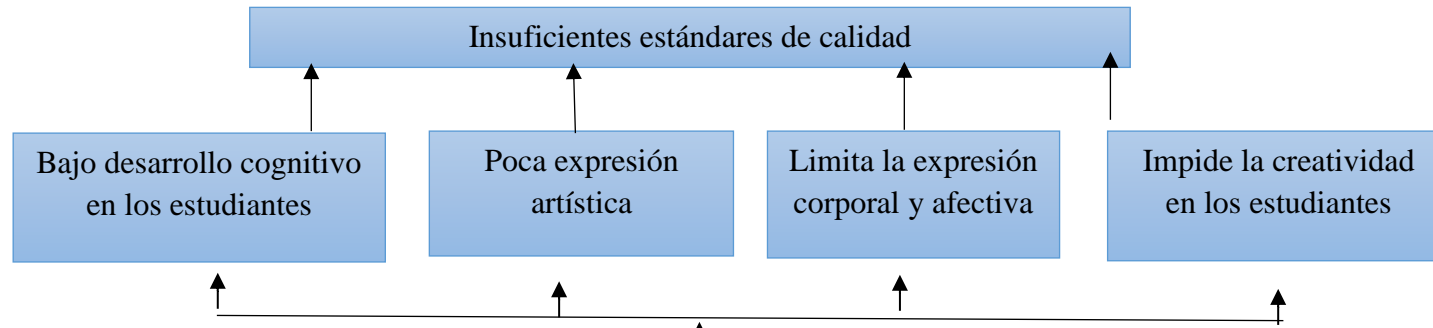 Insuficientes estándares de calidad
Bajo desarrollo cognitivo
en los estudiantes
Poca expresión
artística
Limita la expresión
corporal y afectiva
Impide la creatividad
en los estudiantes